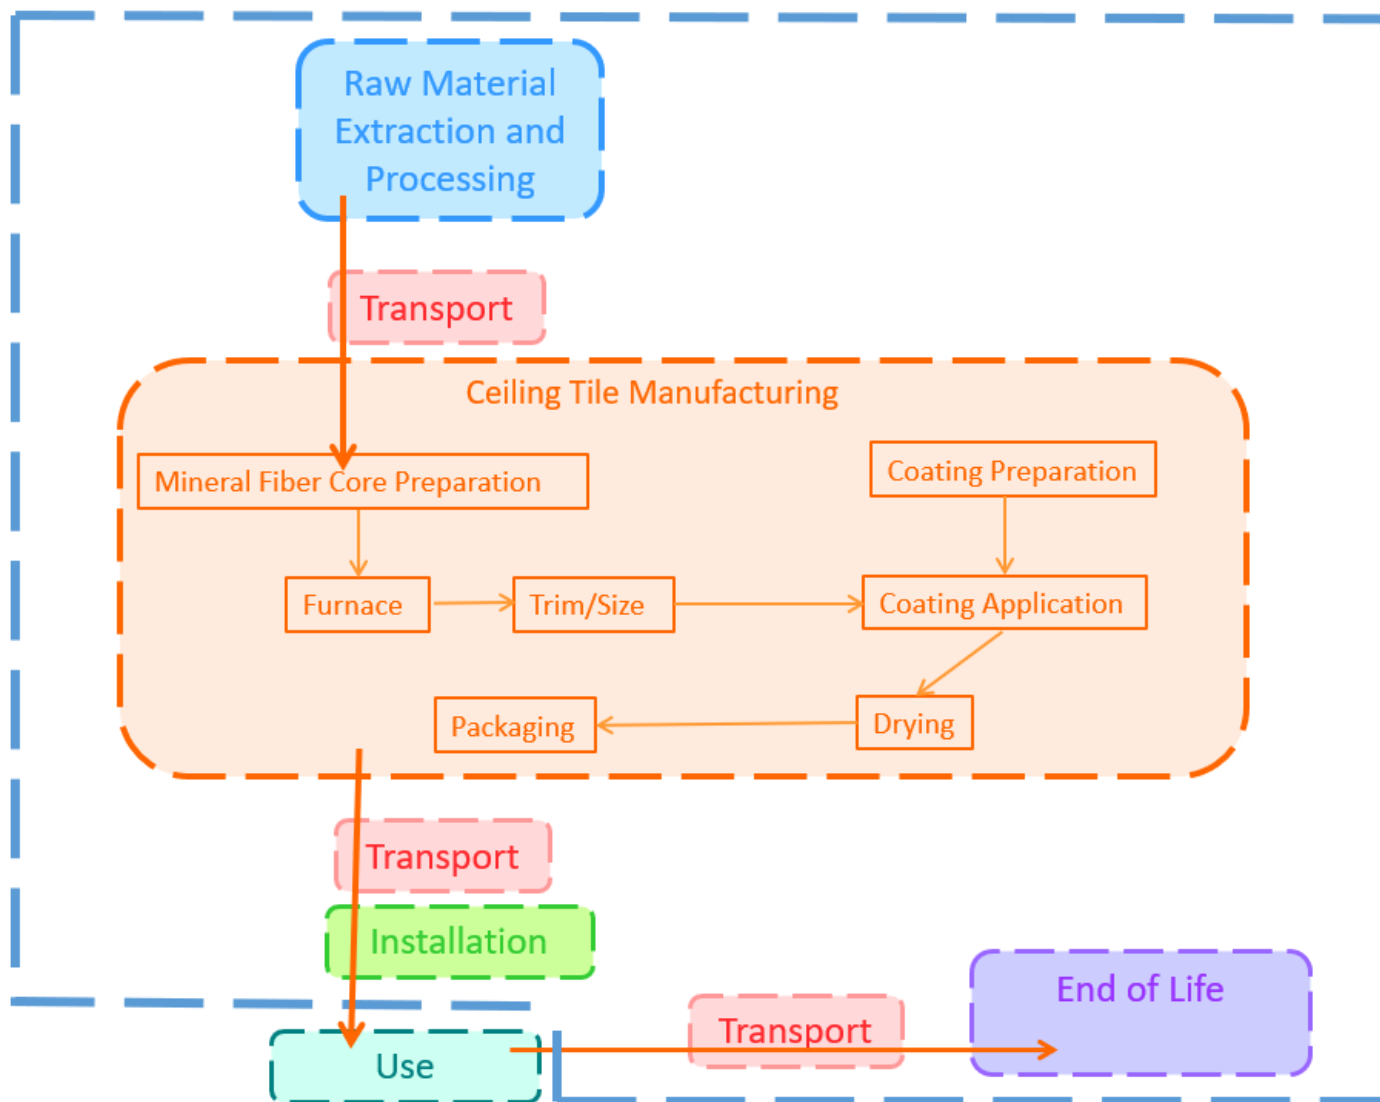 Raw Material
Extraction and
Processing
Transport
Ceiling Tile Manufacturing
Mineral Fiber Core Preparation
Coating Preparation
Furnace
Trim/Size
Coating Application
Packaging
Drying
Transport
Installation
End of Life
Transport
Use